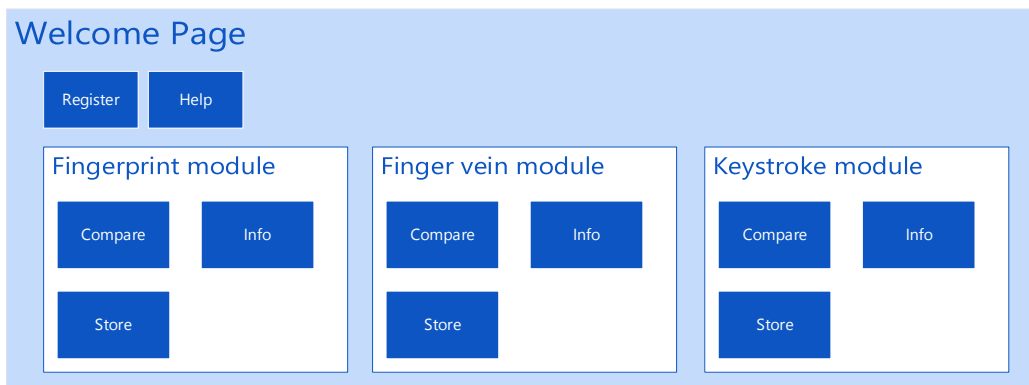 Welcome Page
Register Help
Fingerprint module
Compare Info
Store
Finger vein module
Compare Info
Store
Keystroke module
Compare Info
Store